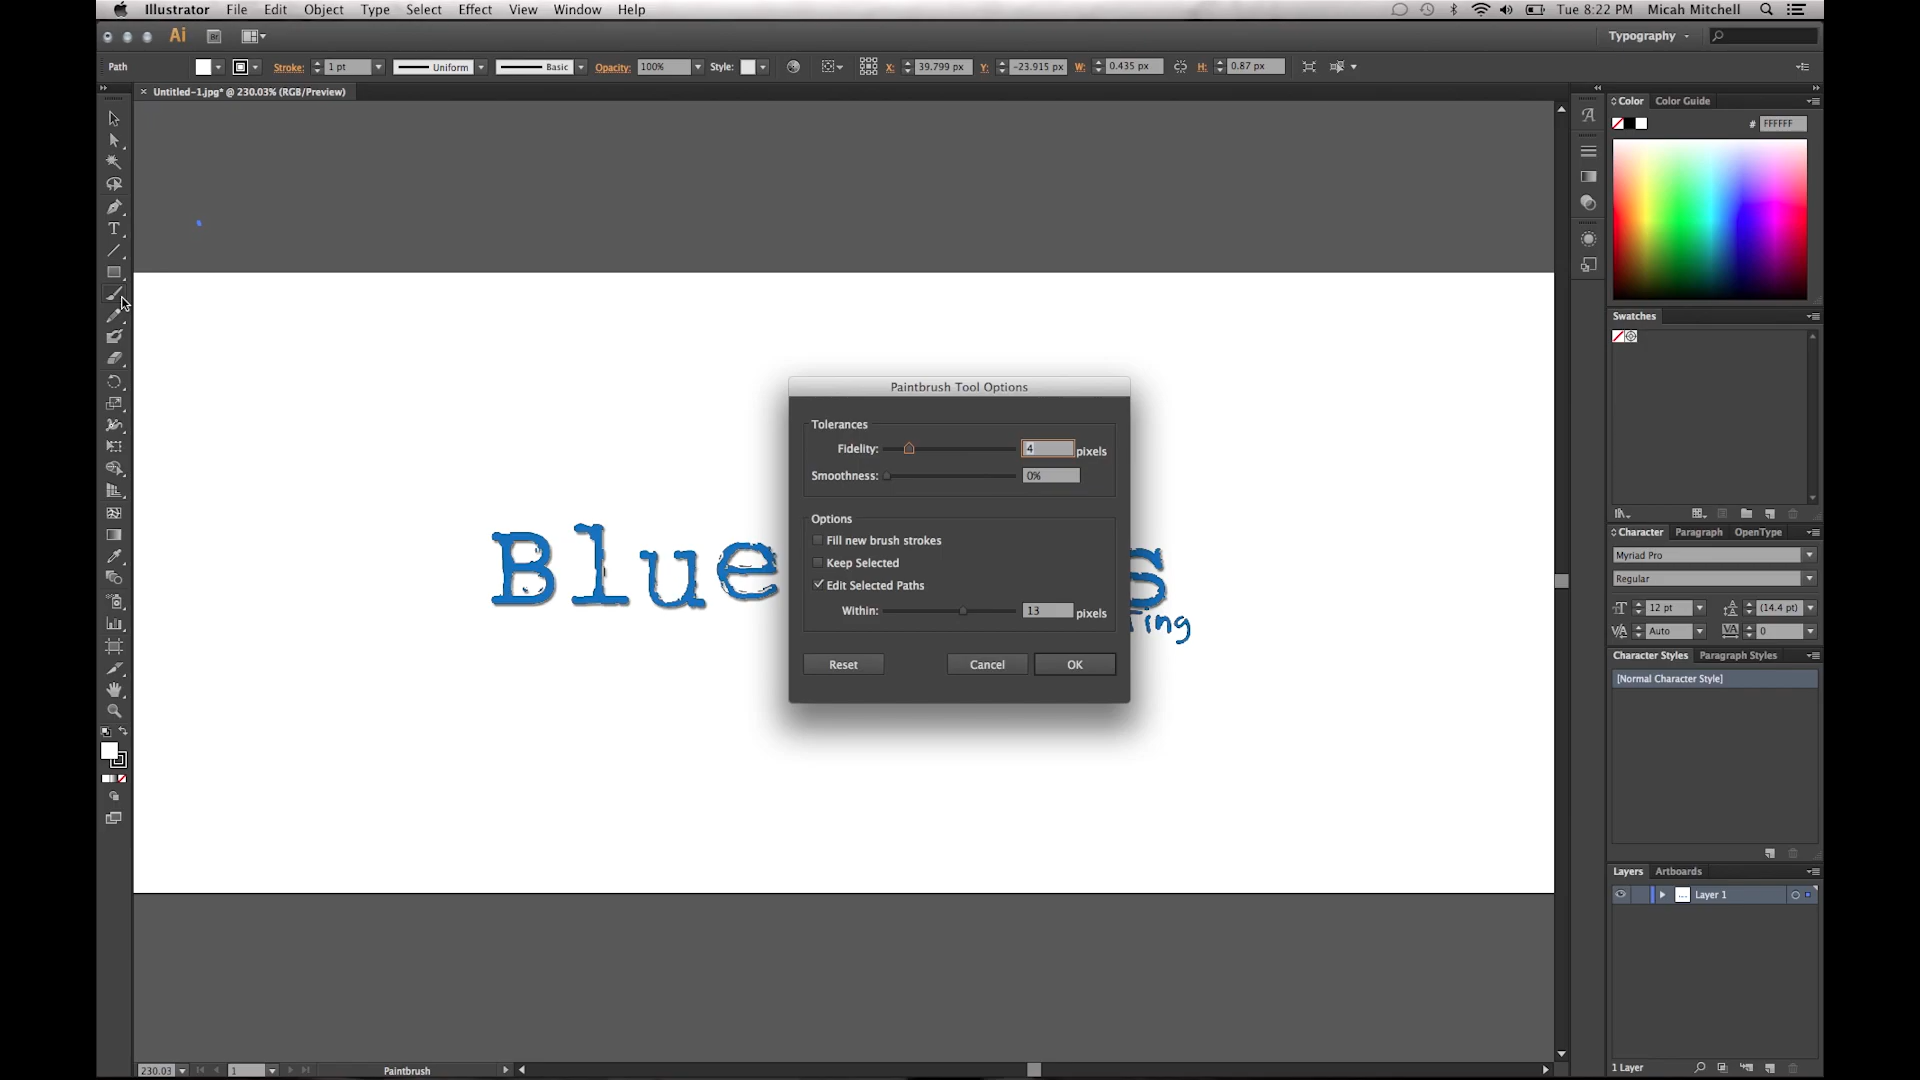 Illustrator File Edit Object Type Select Effect View Window Help Tue 8:22 PM Micah Mitchell
Ai Br Typography
Path Stroke: 1 pt Uniform Basic Opacity: 100% Style: X: 39.799 px Y: -23.915 px W: 0.435 px H: 0.87 px
× Untitled-1.jpg* @ 230.03% (RGB/Preview)
Color Color Guide
# FFFFFF
Swatches
Paintbrush Tool Options
Tolerances
Fidelity: 4 pixels
Smoothness: 0%
Options
Fill new brush strokes
Keep Selected
Edit Selected Paths
Within: 13 pixels
Reset Cancel OK
Blue s
Ting
Character Paragraph OpenType
Myriad Pro
Regular
12 pt (14.4 pt)
Auto 0
Character Styles Paragraph Styles
[Normal Character Style]
Layers Artboards
Layer 1
1 Layer
230.03 1 Paintbrush